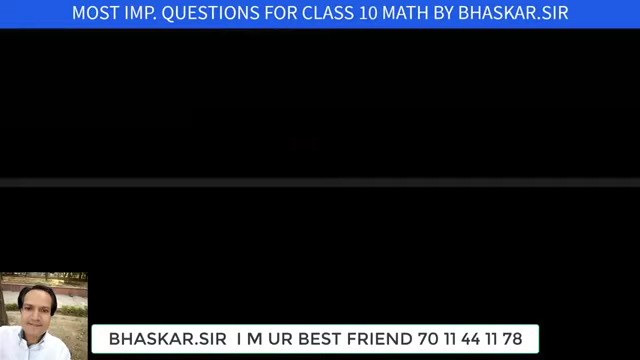 MOST IMP. QUESTIONS FOR CLASS 10 MATH BY BHASKAR.SIR
BHASKAR.SIR I M UR BEST FRIEND 70 11 44 11 78